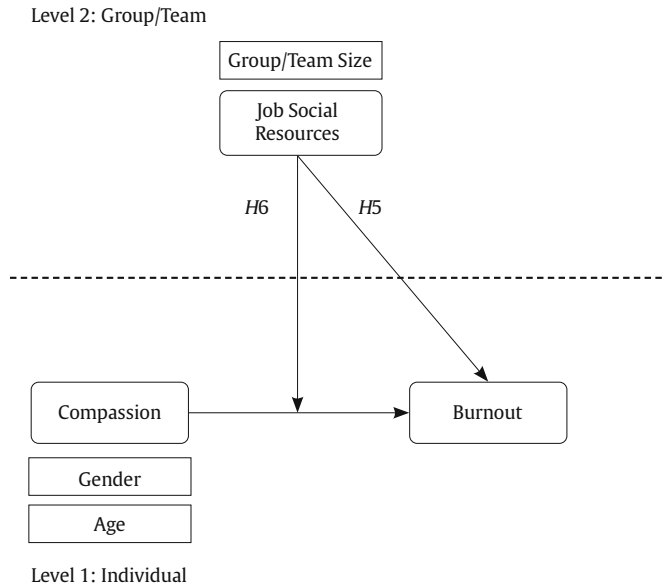 Level 2: Group/Team
Group/Team Size
Job Social
Resources
H6
H5
Compassion
Burnout
Gender
Age
Level 1: Individual